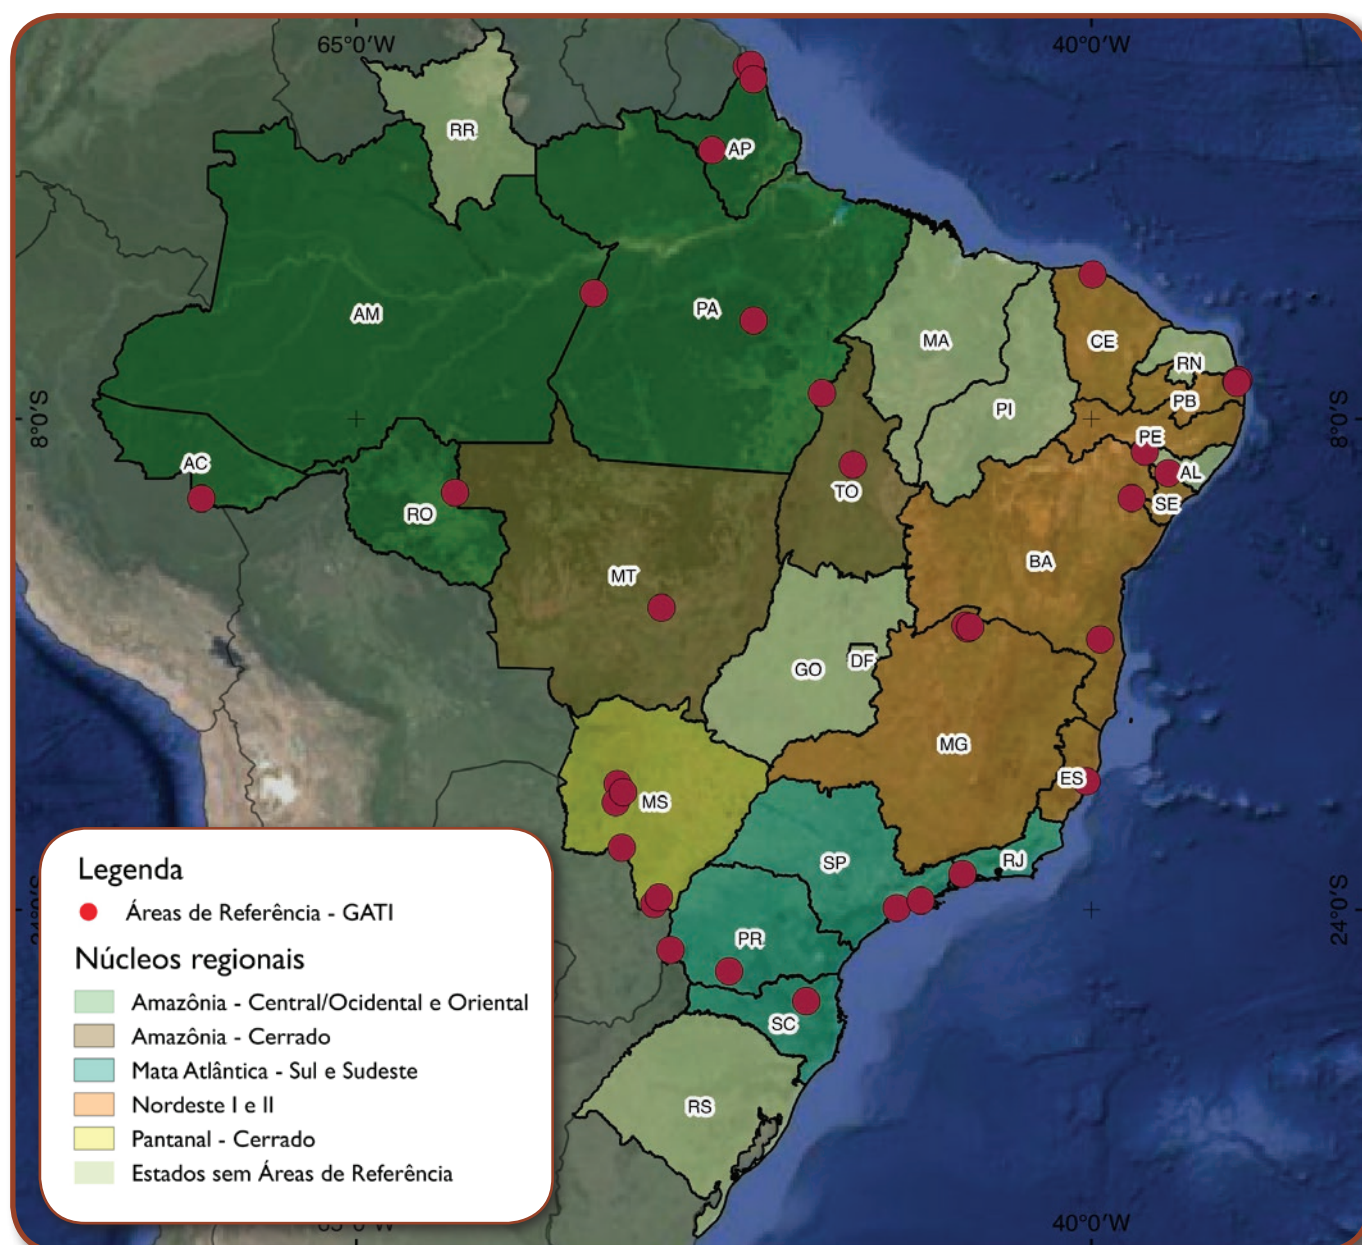 65°0'W
40°0'W
RR
AP
AM
PA
MA
CE
RN
PI
PB
8°0'S
8°0'S
PE
AC
AL
TO
SE
RO
BA
MT
GO
DF
MG
ES
MS
SP
RJ
24°0'S
PR
SC
RS
Legenda
Áreas de Referência - GATI
Núcleos regionais
Amazônia - Central/Ocidental e Oriental
Amazônia - Cerrado
Mata Atlântica - Sul e Sudeste
Nordeste I e II
Pantanal - Cerrado
Estados sem Áreas de Referência
40°0'W